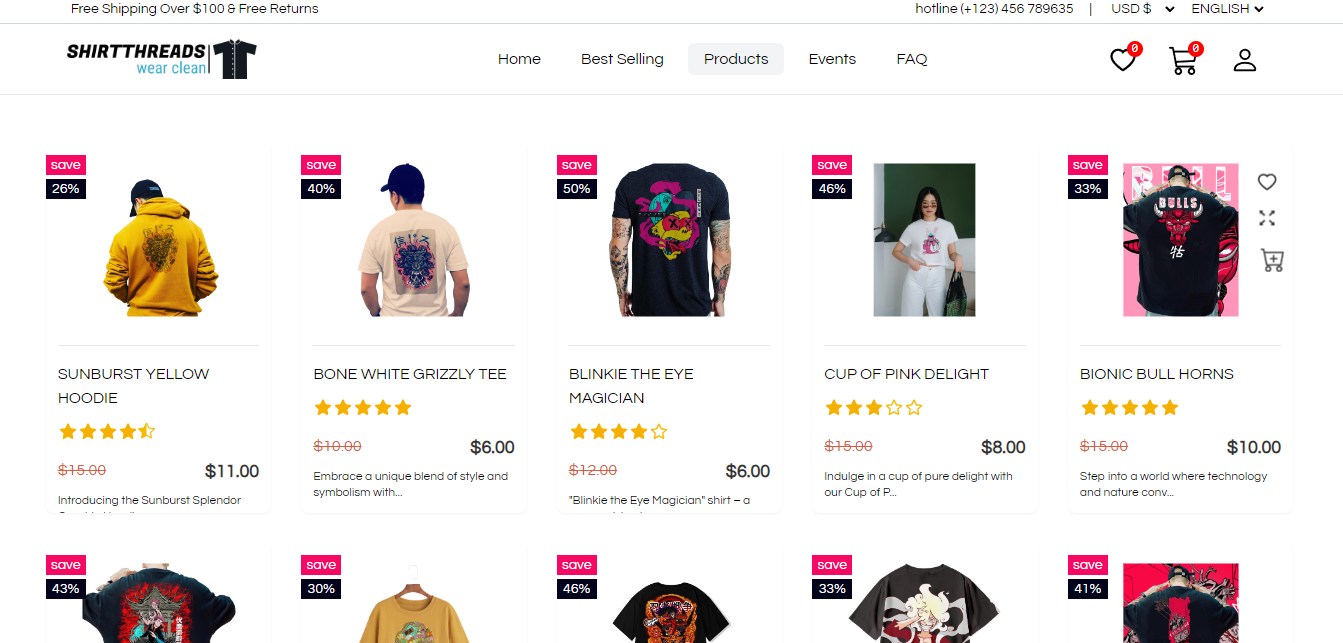 Free Shipping Over $100 & Free Returns
hotline (+123) 456 789635 | USD $ ENGLISH
SHIRTTHREADS
wear clean
Home Best Selling Products Events FAQ
0 0
save save save save save
26% 40% 50% 46% 33%
BULLS
SUNBURST YELLOW HOODIE
$15.00 $11.00
Introducing the Sunburst Splendor
BONE WHITE GRIZZLY TEE
$10.00 $6.00
Embrace a unique blend of style and
symbolism with...
BLINKIE THE EYE
MAGICIAN
$12.00 $6.00
"Blinkie the Eye Magician" shirt – a
CUP OF PINK DELIGHT
$15.00 $8.00
Indulge in a cup of pure delight with
our Cup of P...
BIONIC BULL HORNS
$15.00 $10.00
Step into a world where technology
and nature conv...
save save save save save
43% 30% 46% 33% 41%